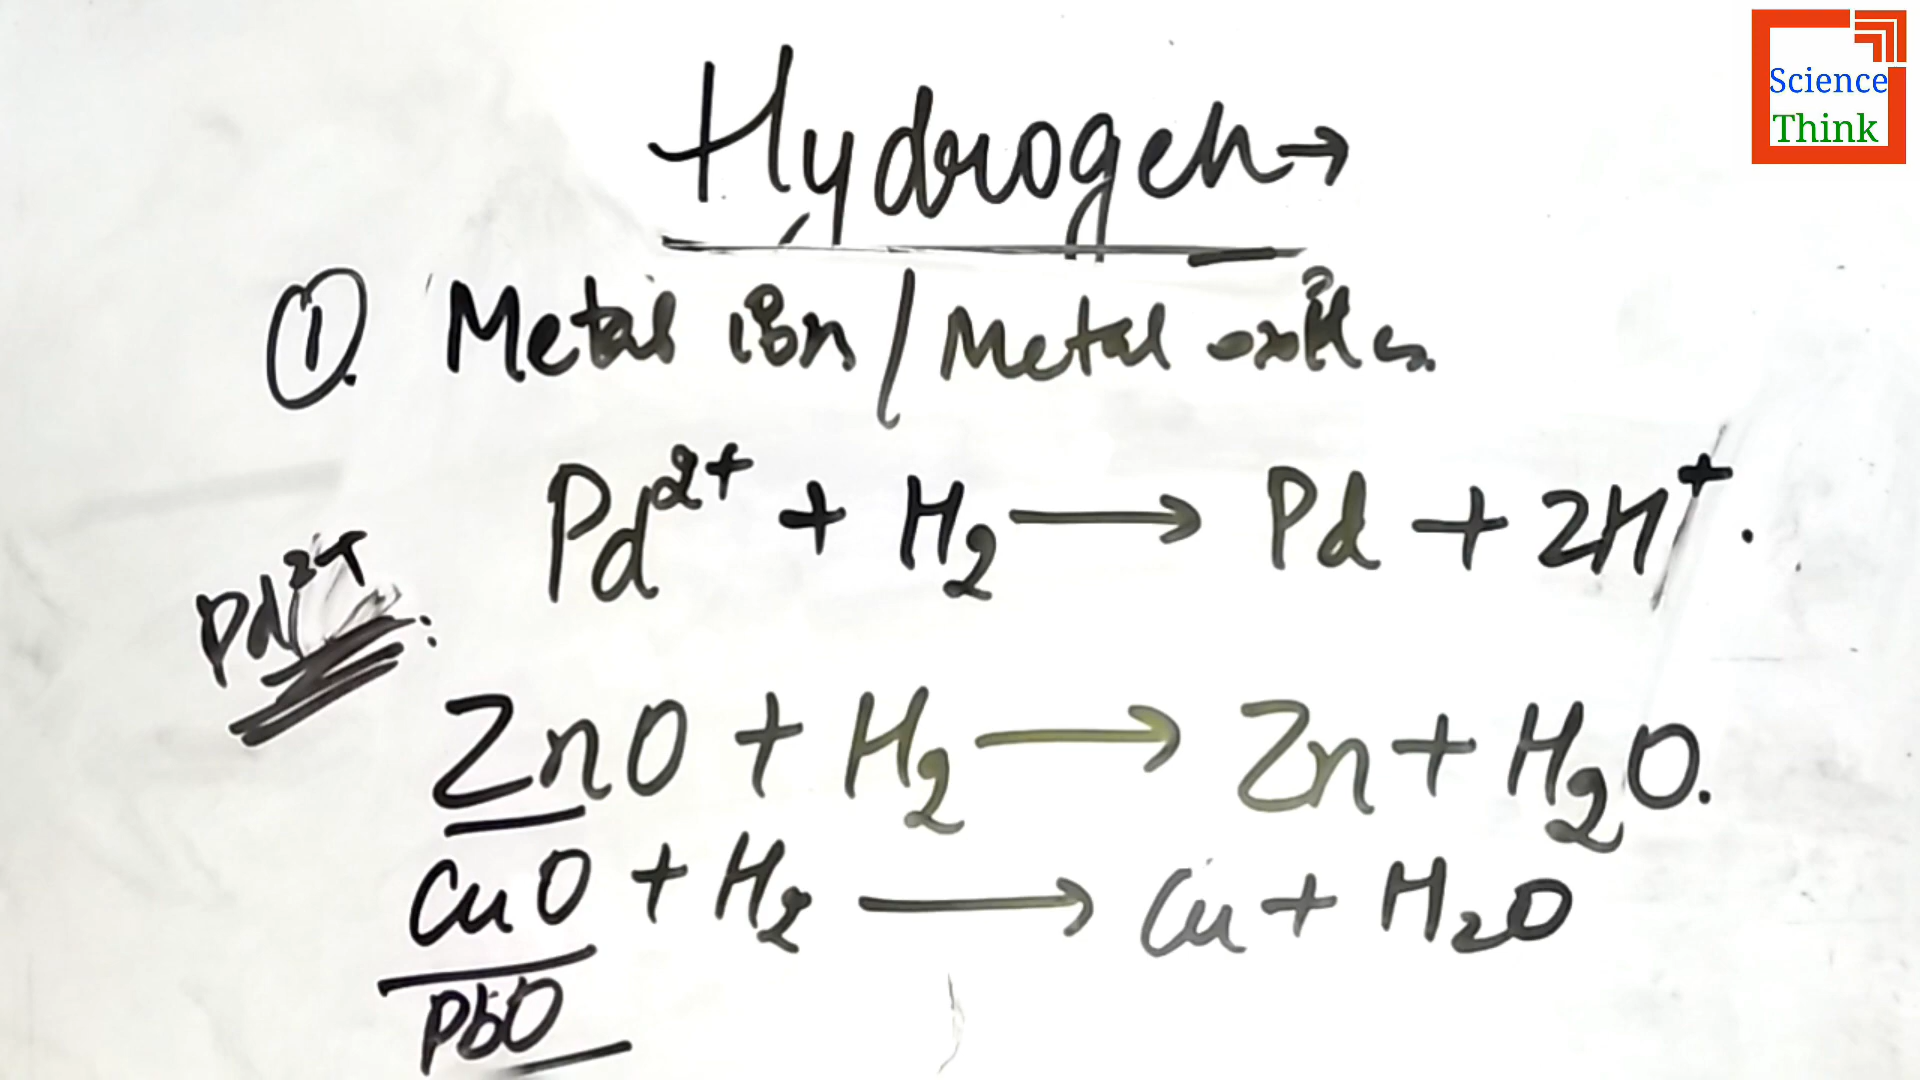 Science
Think
Hydrogen→
①. Metal ion / Metal oxides.
Pd²⁺ + H₂ → Pd + 2H⁺.
Pd²⁺
ZnO + H₂ → Zn + H₂O.
CuO + H₂ → Cu + H₂O
PbO